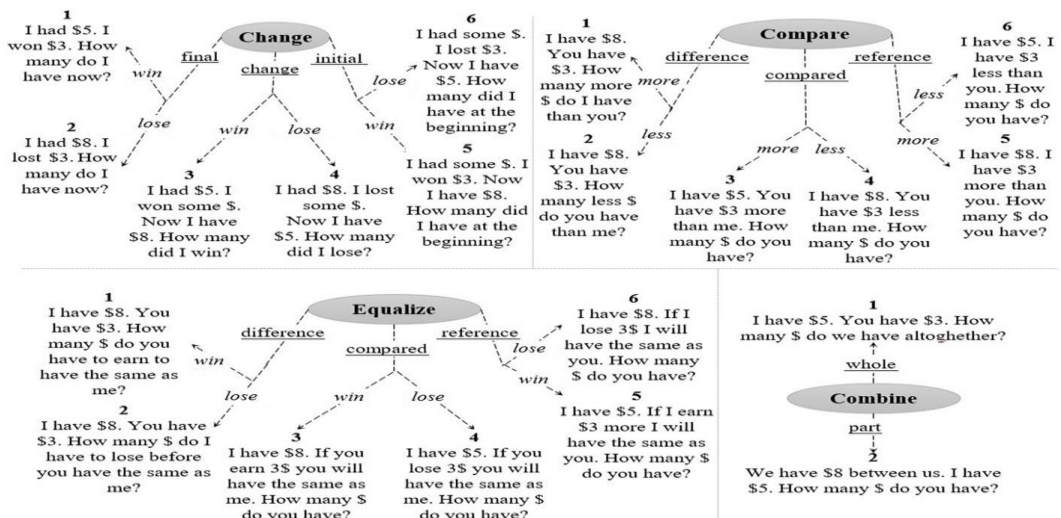 Change
final
change
initial
win
lose
win
lose
lose
win
1
I had $5. I
won $3. How
many do I
have now?
2
I had $8. I
lost $3. How
many do I
have now?
3
I had $5. I
won some $.
Now I have
$8. How many
did I win?
4
I had $8. I lost
some $.
Now I have
$5. How many
did I lose?
6
I had some $.
I lost $3.
Now I have
$5. How
many did I
have at the
beginning?
5
I had some $. I
won $3. Now
I have $8.
How many did
I have at the
beginning?
Compare
difference
compared
reference
more
less
more
less
less
more
1
I have $8.
You have
$3. How
many more
$ do I have
than you?
2
I have $8.
You have
$3. How
many less $
do you have
than me?
3
I have $5. You
have $3 more
than me. How
many $ do you
have?
4
I have $8. You
have $3 less
than me. How
many $ do you
have?
6
I have $5. I
have $3
less than
you. How
many $ do
you have?
5
I have $8. I
have $3
more than
you. How
many $ do
you have?
Equalize
difference
compared
reference
win
lose
win
lose
lose
win
1
I have $8. You
have $3. How
many $ do you
have to earn to
have the same as
me?
2
I have $8. You have
$3. How many $ do I
have to lose before
you have the same as
me?
3
I have $8. If you
earn 3$ you will
have the same as
me. How many $
do you have?
4
I have $5. If you
lose 3$ you will
have the same as
me. How many $
do you have?
6
I have $8. If I
lose 3$ I will
have the same as
you. How many
$ do you have?
5
I have $5. If I earn
$3 more I will
have the same as
you. How many $
do you have?
1
I have $5. You have $3. How
many $ do we have altoghether?
whole
Combine
part
2
We have $8 between us. I have
$5. How many $ do you have?